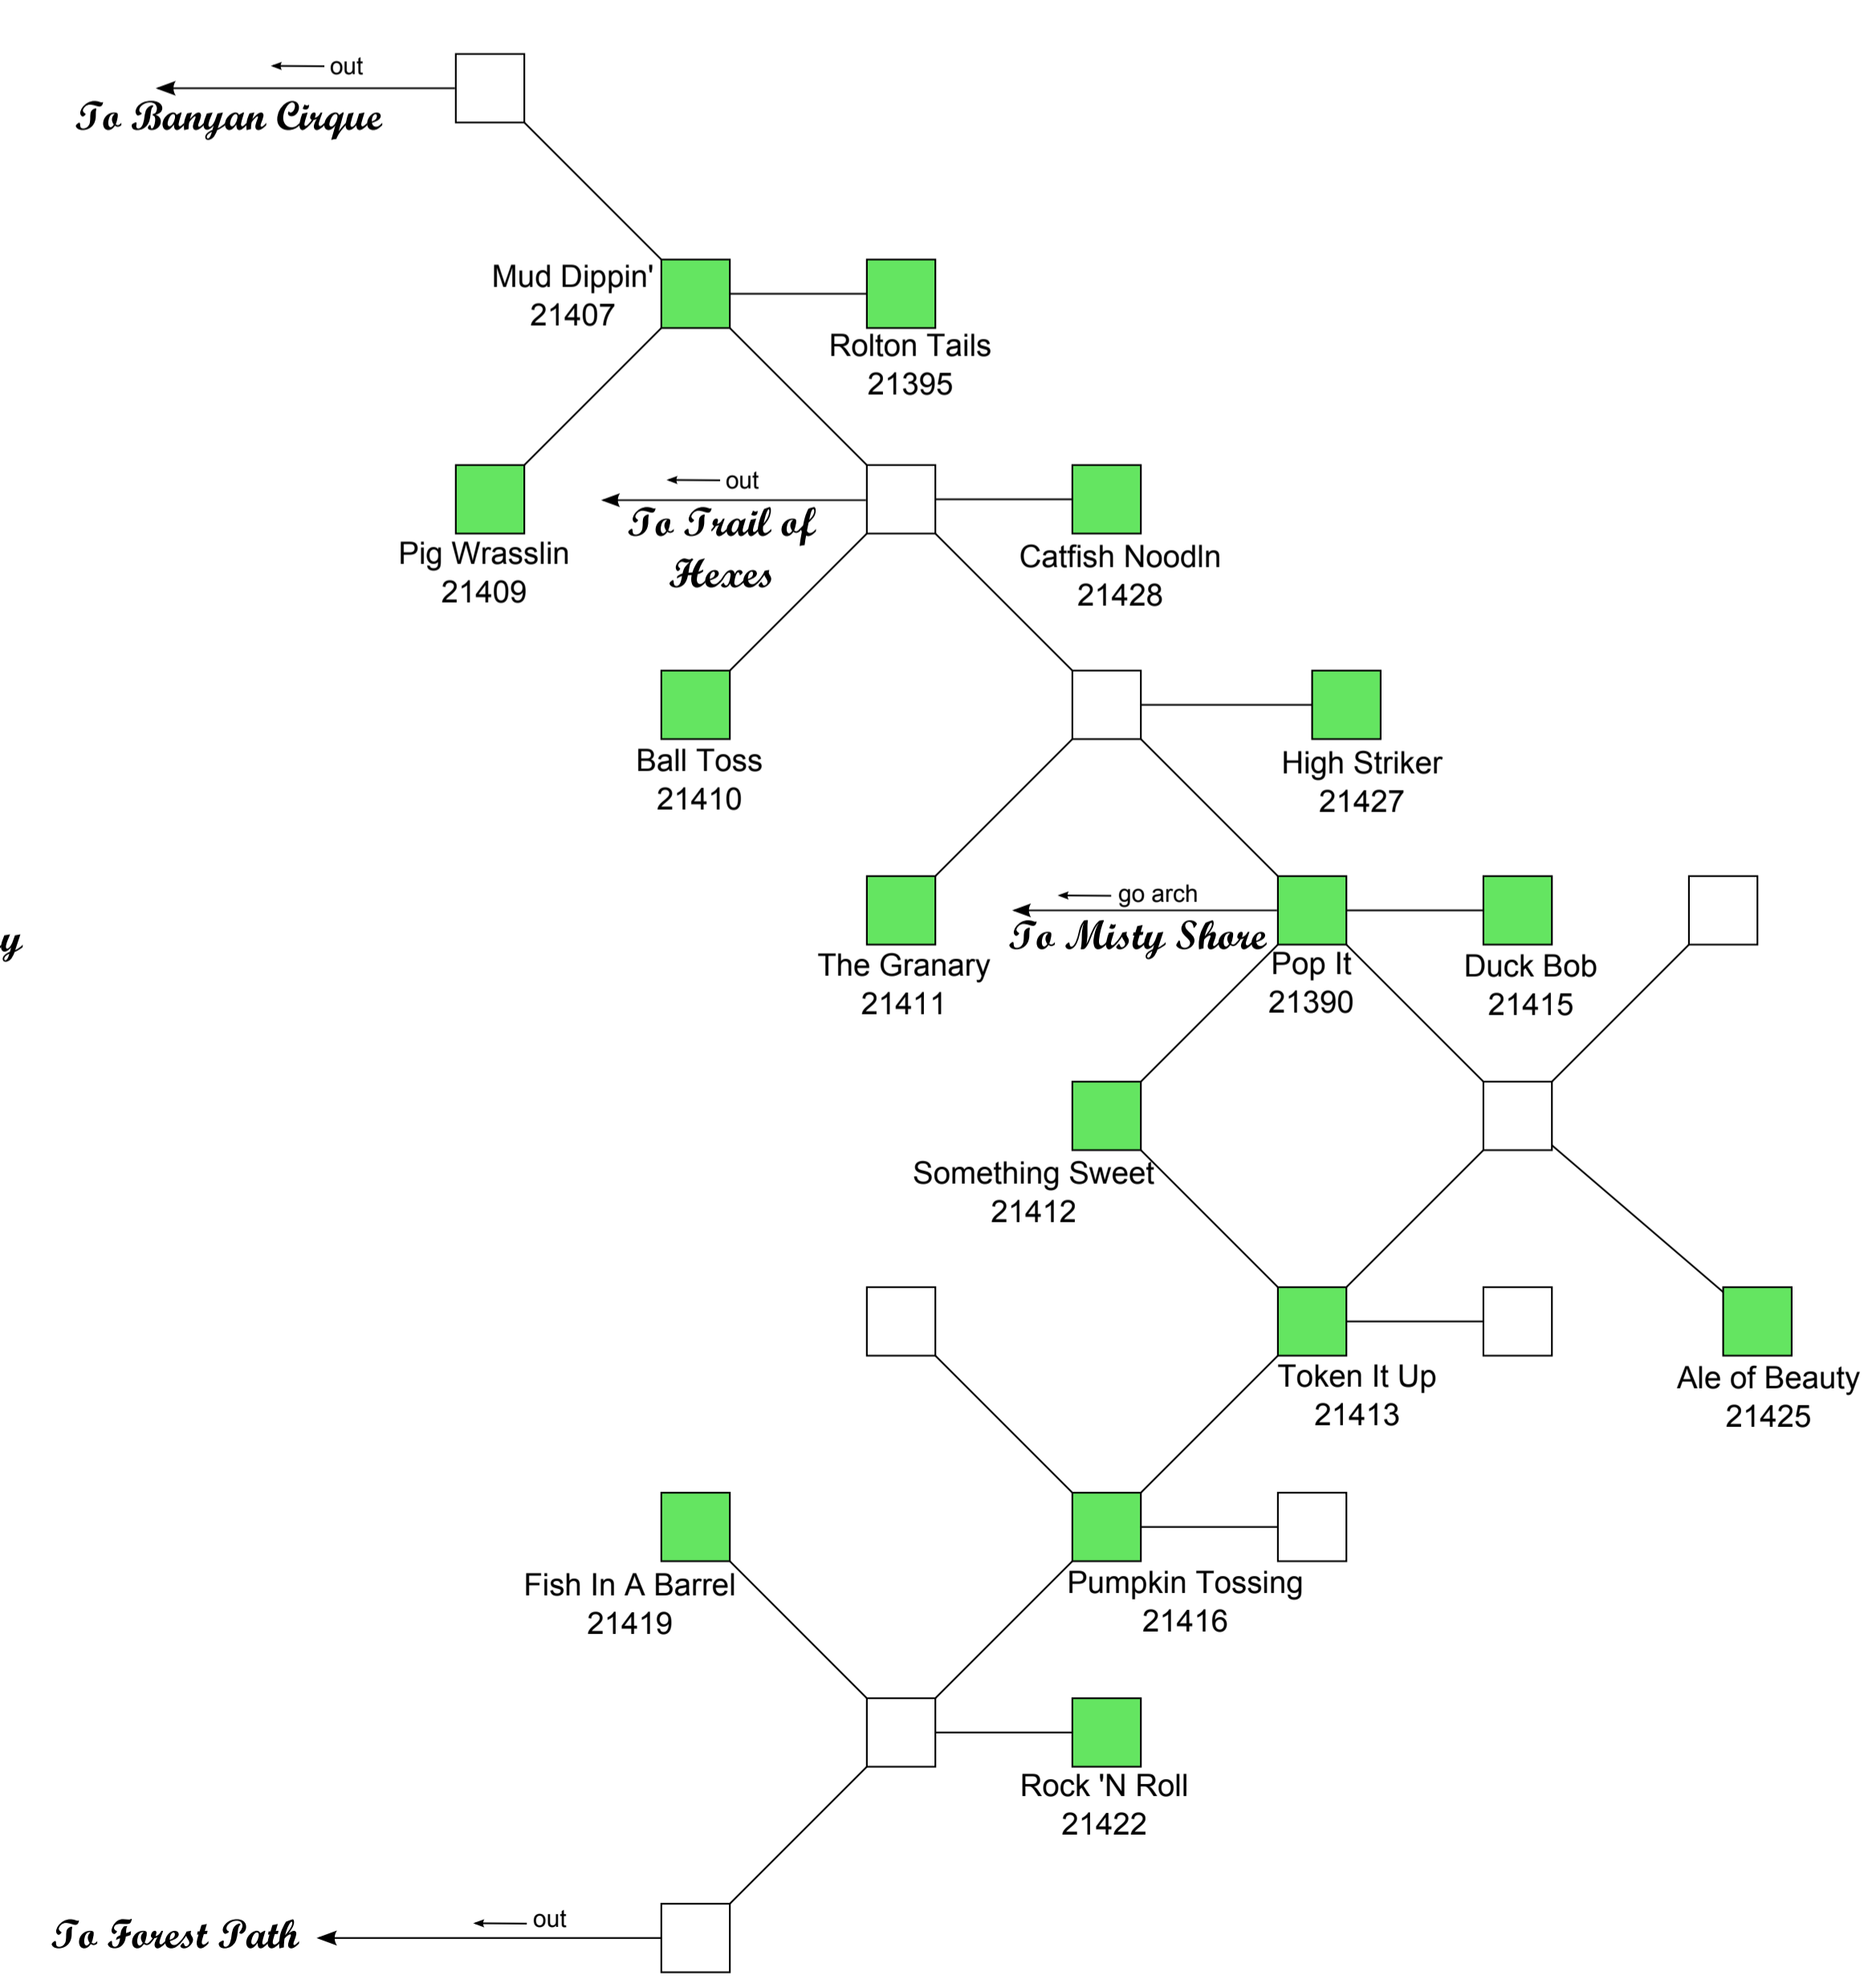 out
To Banyan Cirque
Mud Dippin'
21407
Rolton Tails
21395
out
To Trail of
Hexes
Pig Wrasslin
21409
Catfish Noodln
21428
Ball Toss
21410
High Striker
21427
go arch
To Misty Shore
y
The Granary
21411
Pop It
21390
Duck Bob
21415
Something Sweet
21412
Token It Up
21413
Ale of Beauty
21425
Fish In A Barrel
21419
Pumpkin Tossing
21416
Rock 'N Roll
21422
out
To Forest Path